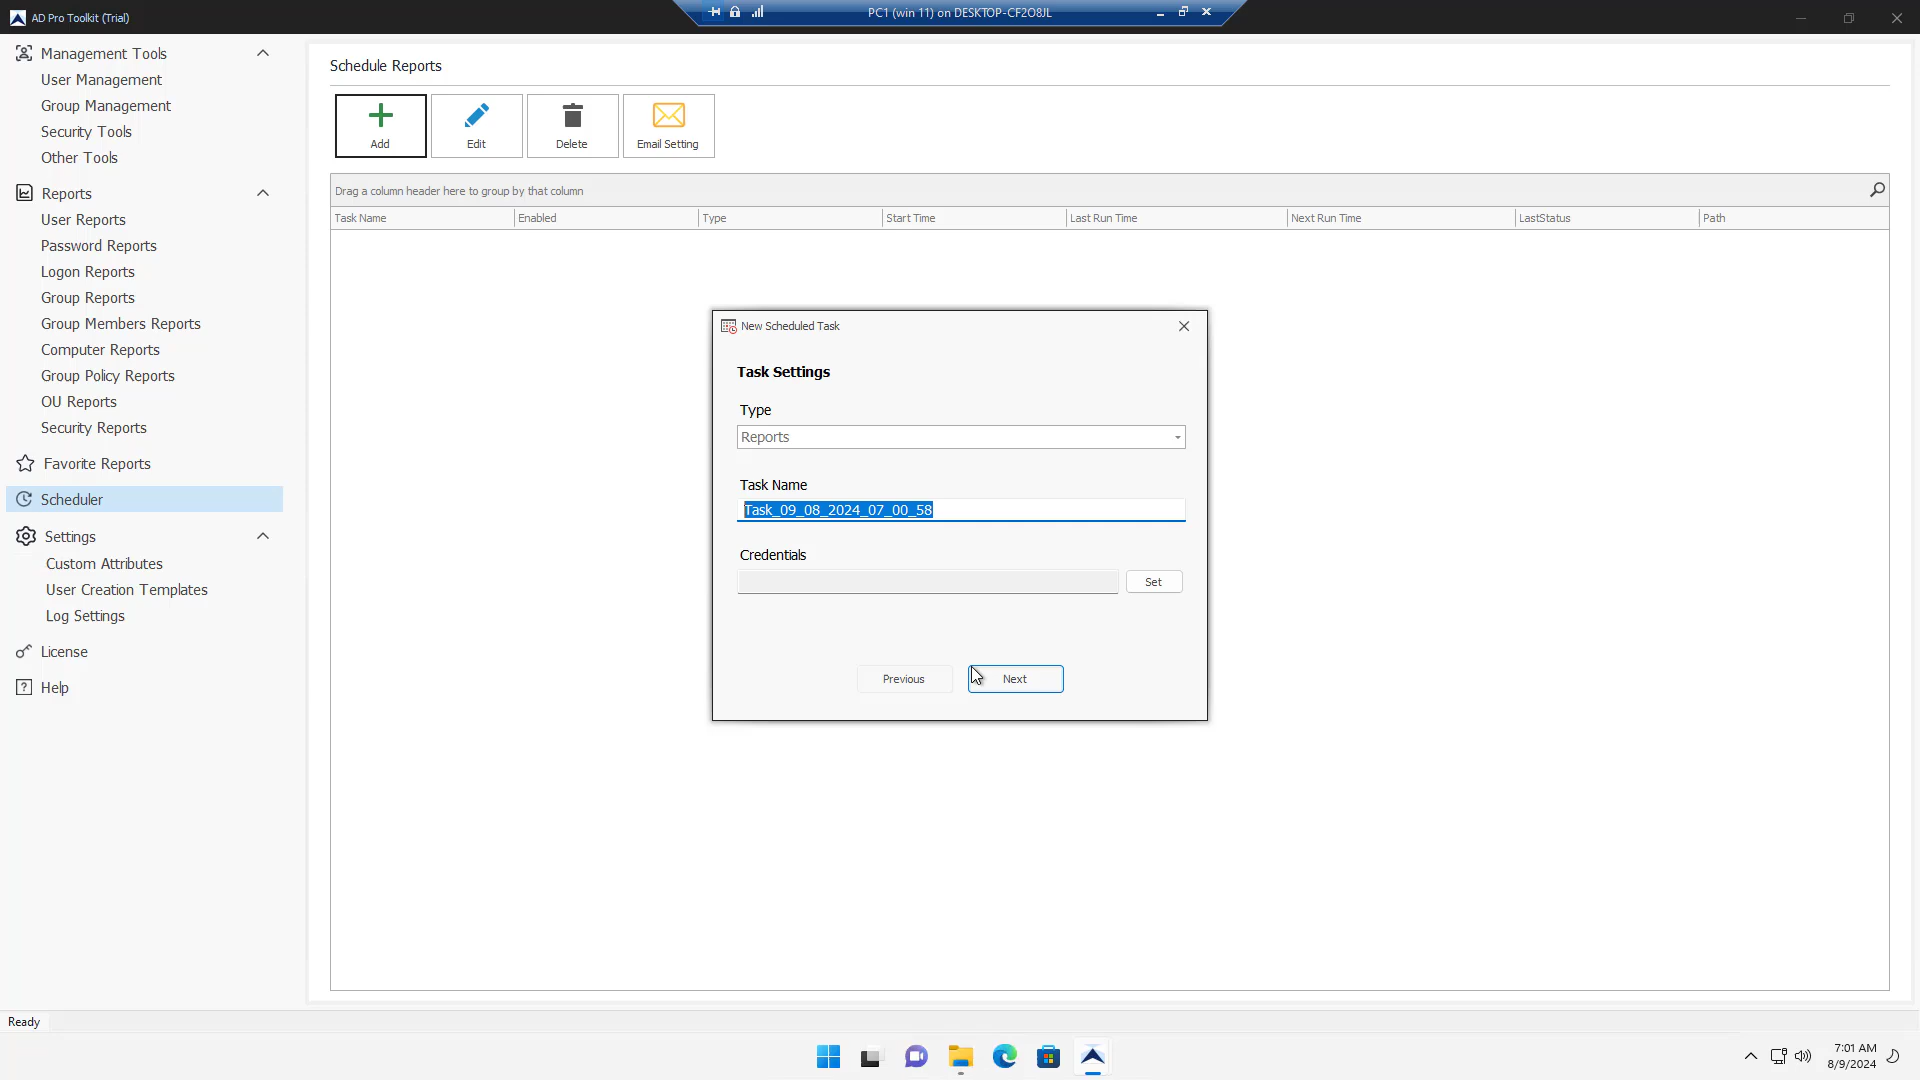 AD Pro Toolkit (Trial)
PC1 (win 11) on DESKTOP-CF2O8JL
Management Tools
User Management
Group Management
Security Tools
Other Tools
Reports
User Reports
Password Reports
Logon Reports
Group Reports
Group Members Reports
Computer Reports
Group Policy Reports
OU Reports
Security Reports
Favorite Reports
Scheduler
Settings
Custom Attributes
User Creation Templates
Log Settings
License
Help
Schedule Reports
Add Edit Delete Email Setting
Drag a column header here to group by that column
Task Name Enabled Type Start Time Last Run Time Next Run Time LastStatus Path
New Scheduled Task
Task Settings
Type
Reports
Task Name
Task_09_08_2024_07_00_58
Credentials
Set
Previous Next
Ready
7:01 AM
8/9/2024